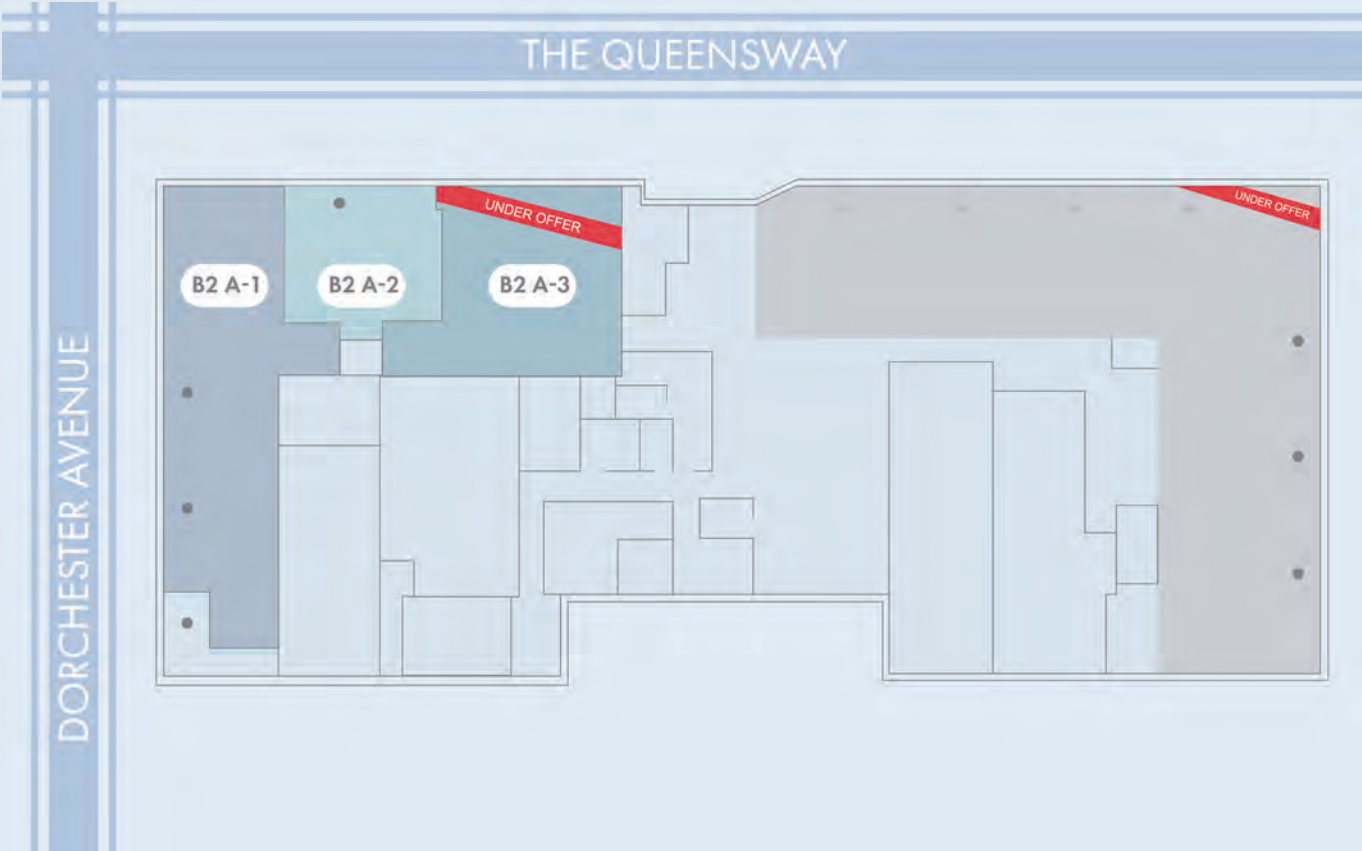 THE QUEENSWAY
UNDER OFFER
UNDER OFFER
B2 A-1
B2 A-2
B2 A-3
DORCHESTER AVENUE